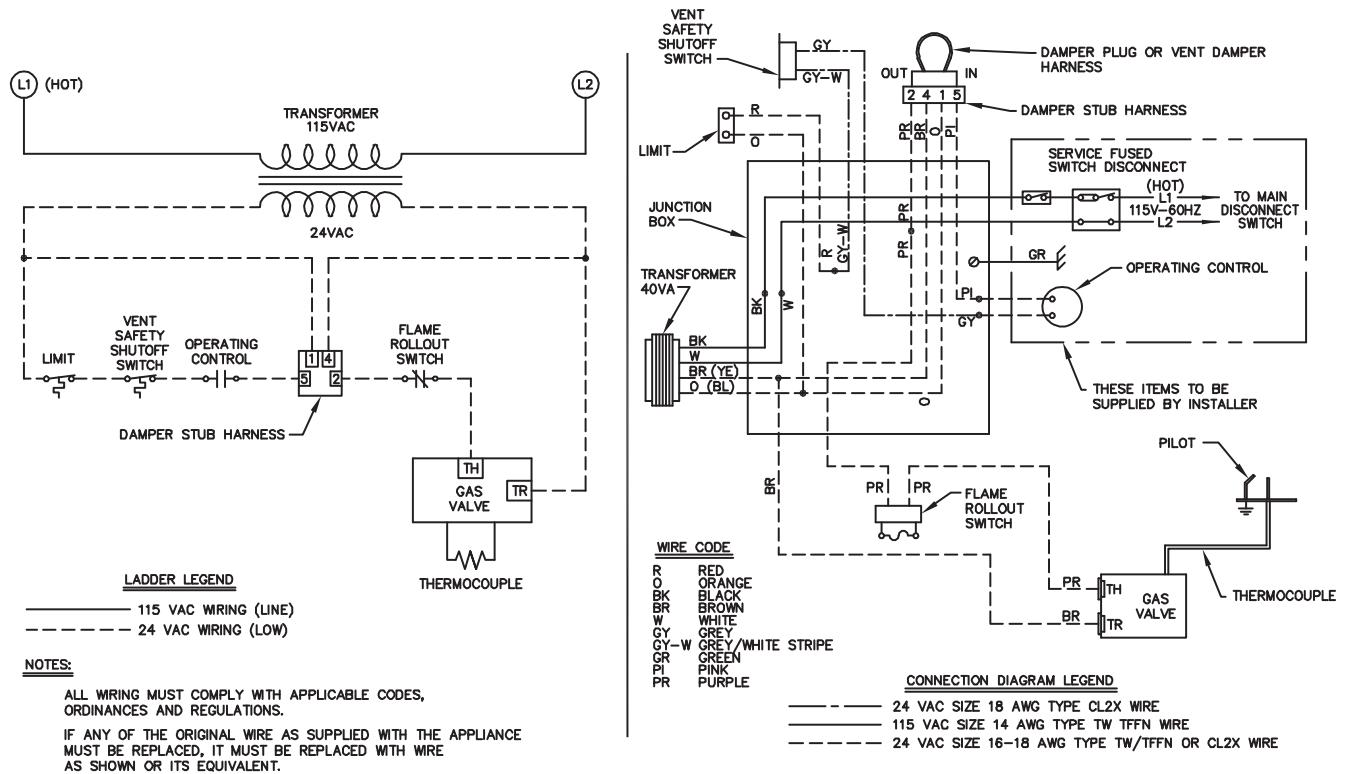 L1 (HOT)
L2
TRANSFORMER
115VAC
24VAC
LIMIT
VENT
SAFETY
SHUTOFF
SWITCH
OPERATING
CONTROL
1 4
5 2
FLAME
ROLLOUT
SWITCH
DAMPER STUB HARNESS
TH
TR
GAS
VALVE
THERMOCOUPLE
LADDER LEGEND
115 VAC WIRING (LINE)
24 VAC WIRING (LOW)
NOTES:
ALL WIRING MUST COMPLY WITH APPLICABLE CODES,
ORDINANCES AND REGULATIONS.
IF ANY OF THE ORIGINAL WIRE AS SUPPLIED WITH THE APPLIANCE
MUST BE REPLACED, IT MUST BE REPLACED WITH WIRE
AS SHOWN OR ITS EQUIVALENT.
VENT
SAFETY
SHUTOFF
SWITCH
GY
GY-W
OUT
IN
2 4 1 5
DAMPER PLUG OR VENT DAMPER
HARNESS
DAMPER STUB HARNESS
PR
BR
O
PI
LIMIT
R
O
SERVICE FUSED
SWITCH DISCONNECT
(HOT)
L1
115V-60HZ
L2
TO MAIN
DISCONNECT
SWITCH
JUNCTION
BOX
PR
PR
R
GY-W
GR
OPERATING CONTROL
TRANSFORMER
40VA
BK
W
PI
GY
BK
W
BR (YE)
O (BL)
O
THESE ITEMS TO BE
SUPPLIED BY INSTALLER
PILOT
BR
PR
PR
FLAME
ROLLOUT
SWITCH
PR
TH
BR
TR
GAS
VALVE
THERMOCOUPLE
WIRE CODE
R RED
O ORANGE
BK BLACK
BR BROWN
W WHITE
GY GREY
GY-W GREY/WHITE STRIPE
GR GREEN
PI PINK
PR PURPLE
CONNECTION DIAGRAM LEGEND
24 VAC SIZE 18 AWG TYPE CL2X WIRE
115 VAC SIZE 14 AWG TYPE TW TFFN WIRE
24 VAC SIZE 16-18 AWG TYPE TW/TFFN OR CL2X WIRE